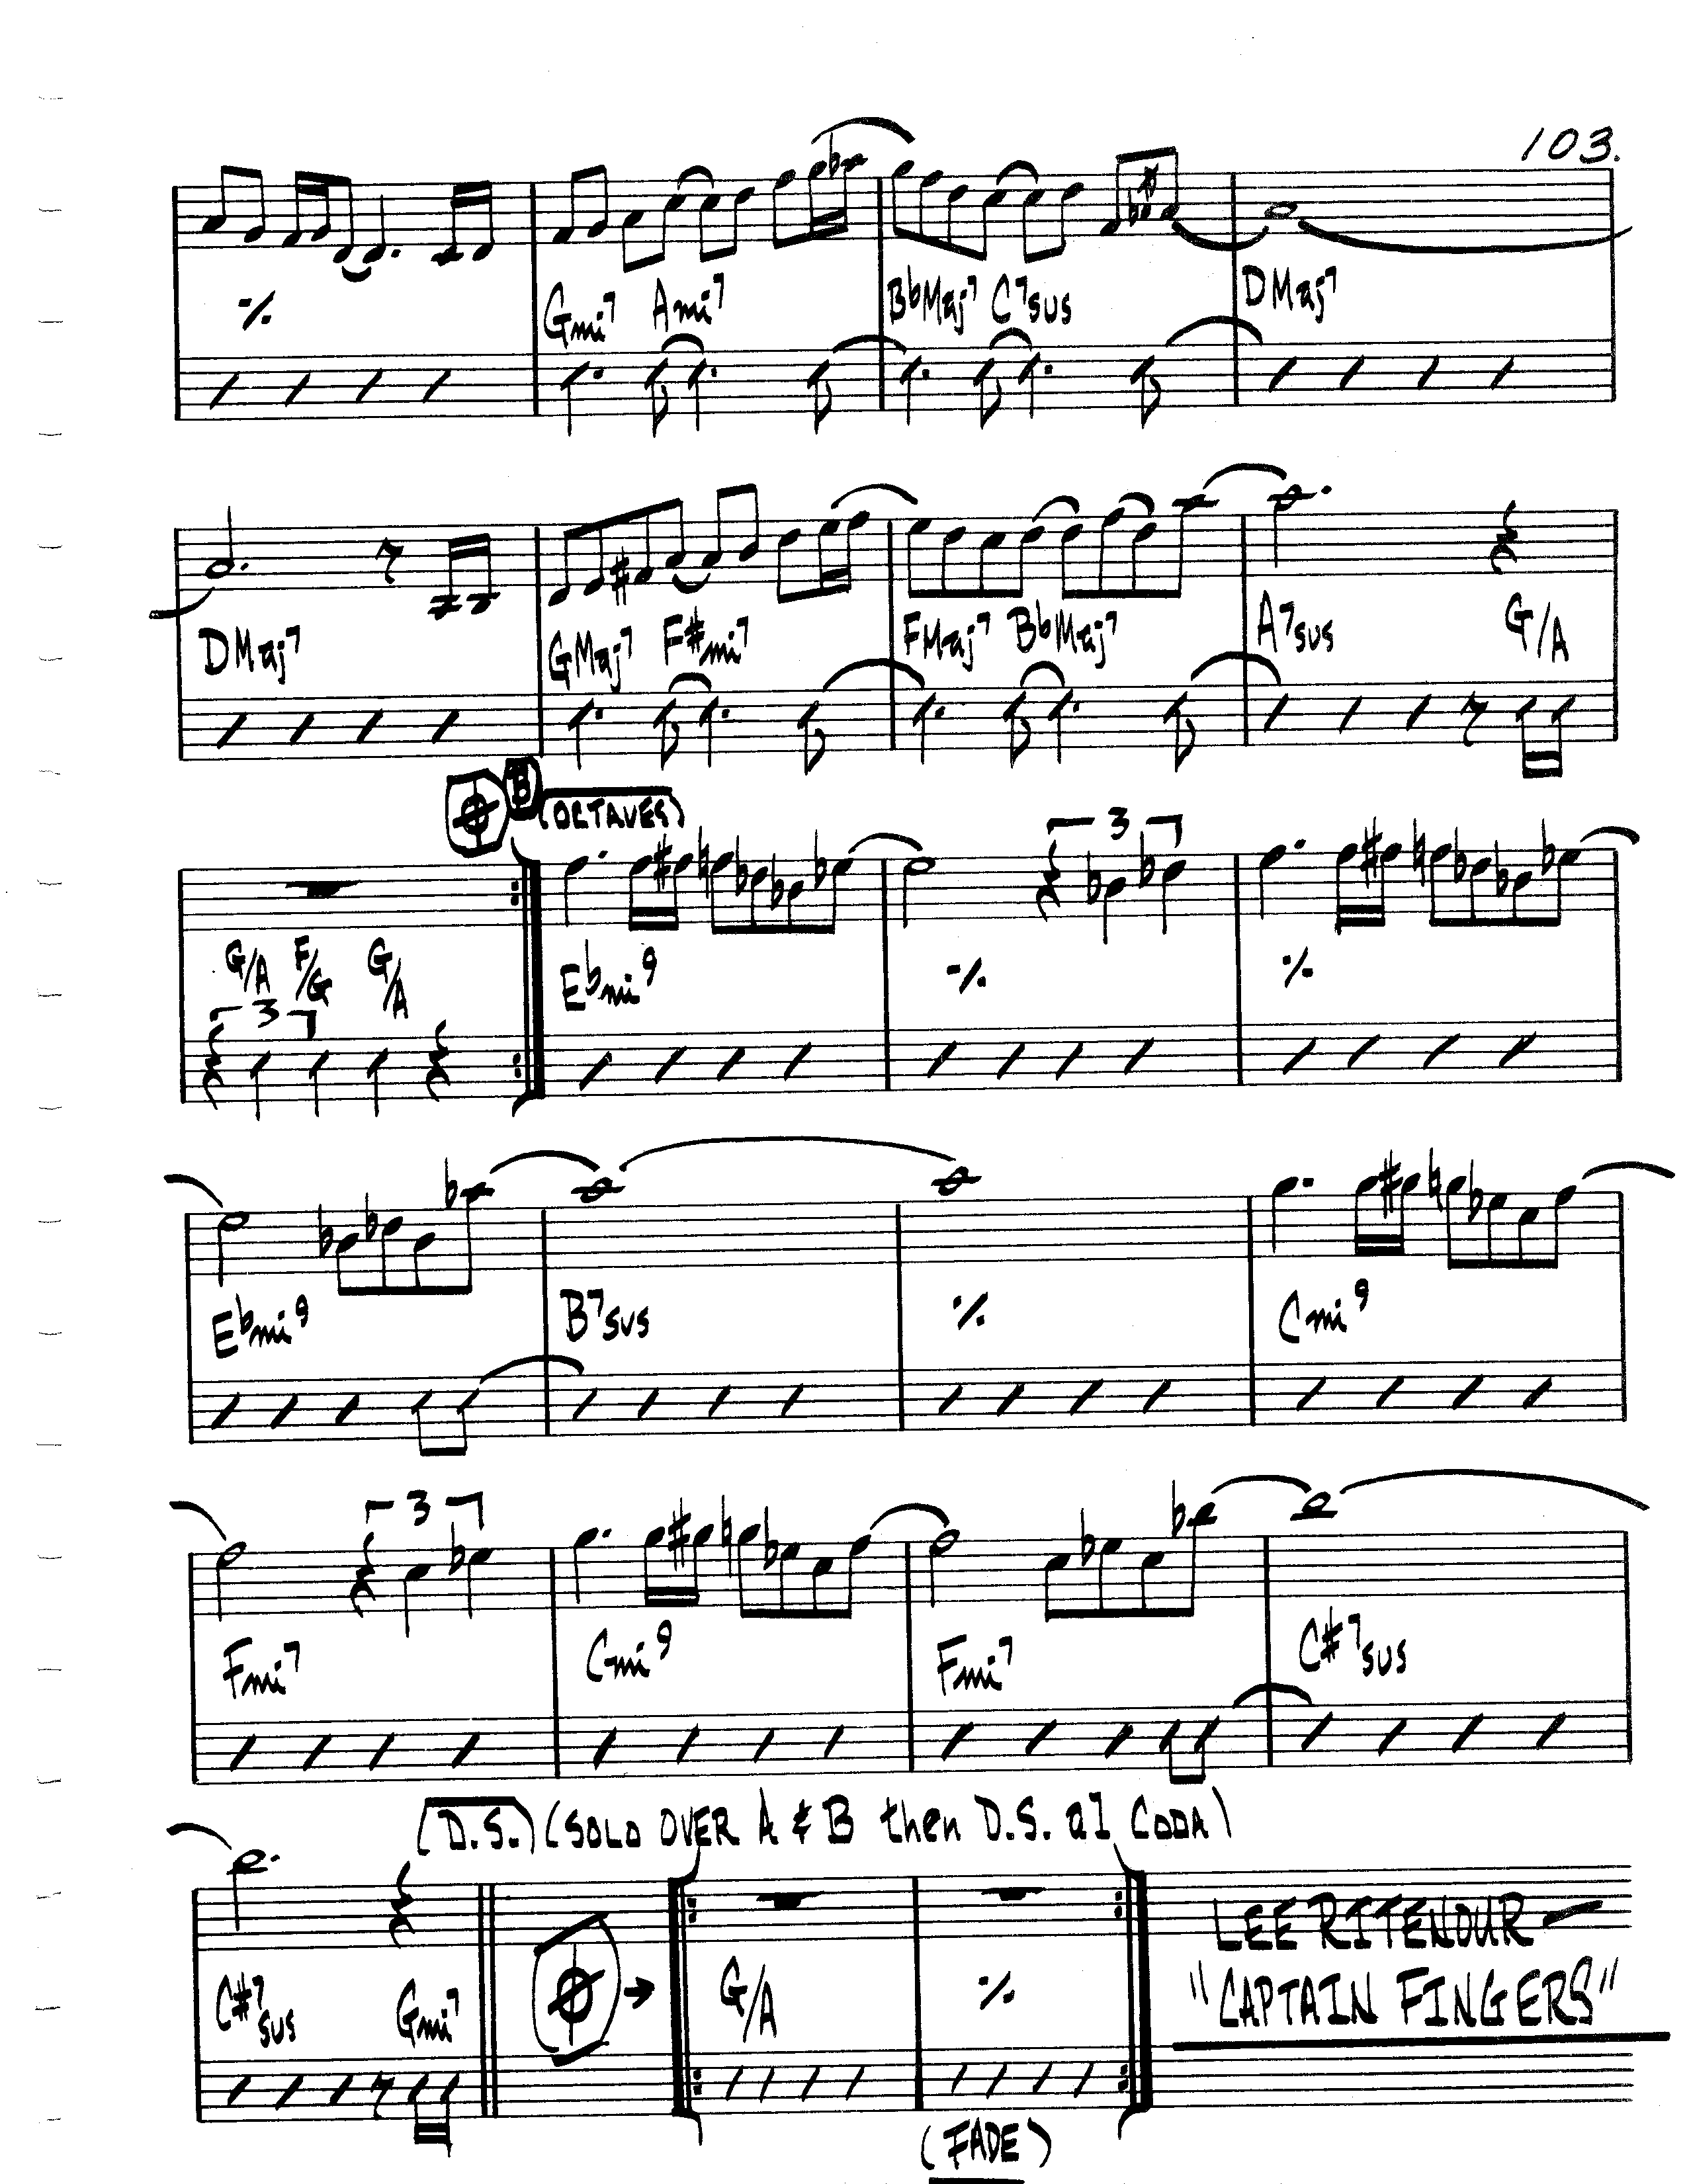 103.
% Gmi7 Ami7 BbMaj7 C7sus DMaj7
DMaj7 GMaj7 F#mi7 FMaj7 BbMaj7 A7sus G/A
B (OCTAVES)
3
G/A F/G G/A Ebmi9 % %
3
Ebmi9 B7sus % Cmi9
3
Fmi7 Cmi9 Fmi7 C#7sus
(D.S.) (SOLO OVER A & B then D.S. al CODA)
LEE RITENOUR —
C#7sus Gmi7 G/A % "CAPTAIN FINGERS"
(FADE)